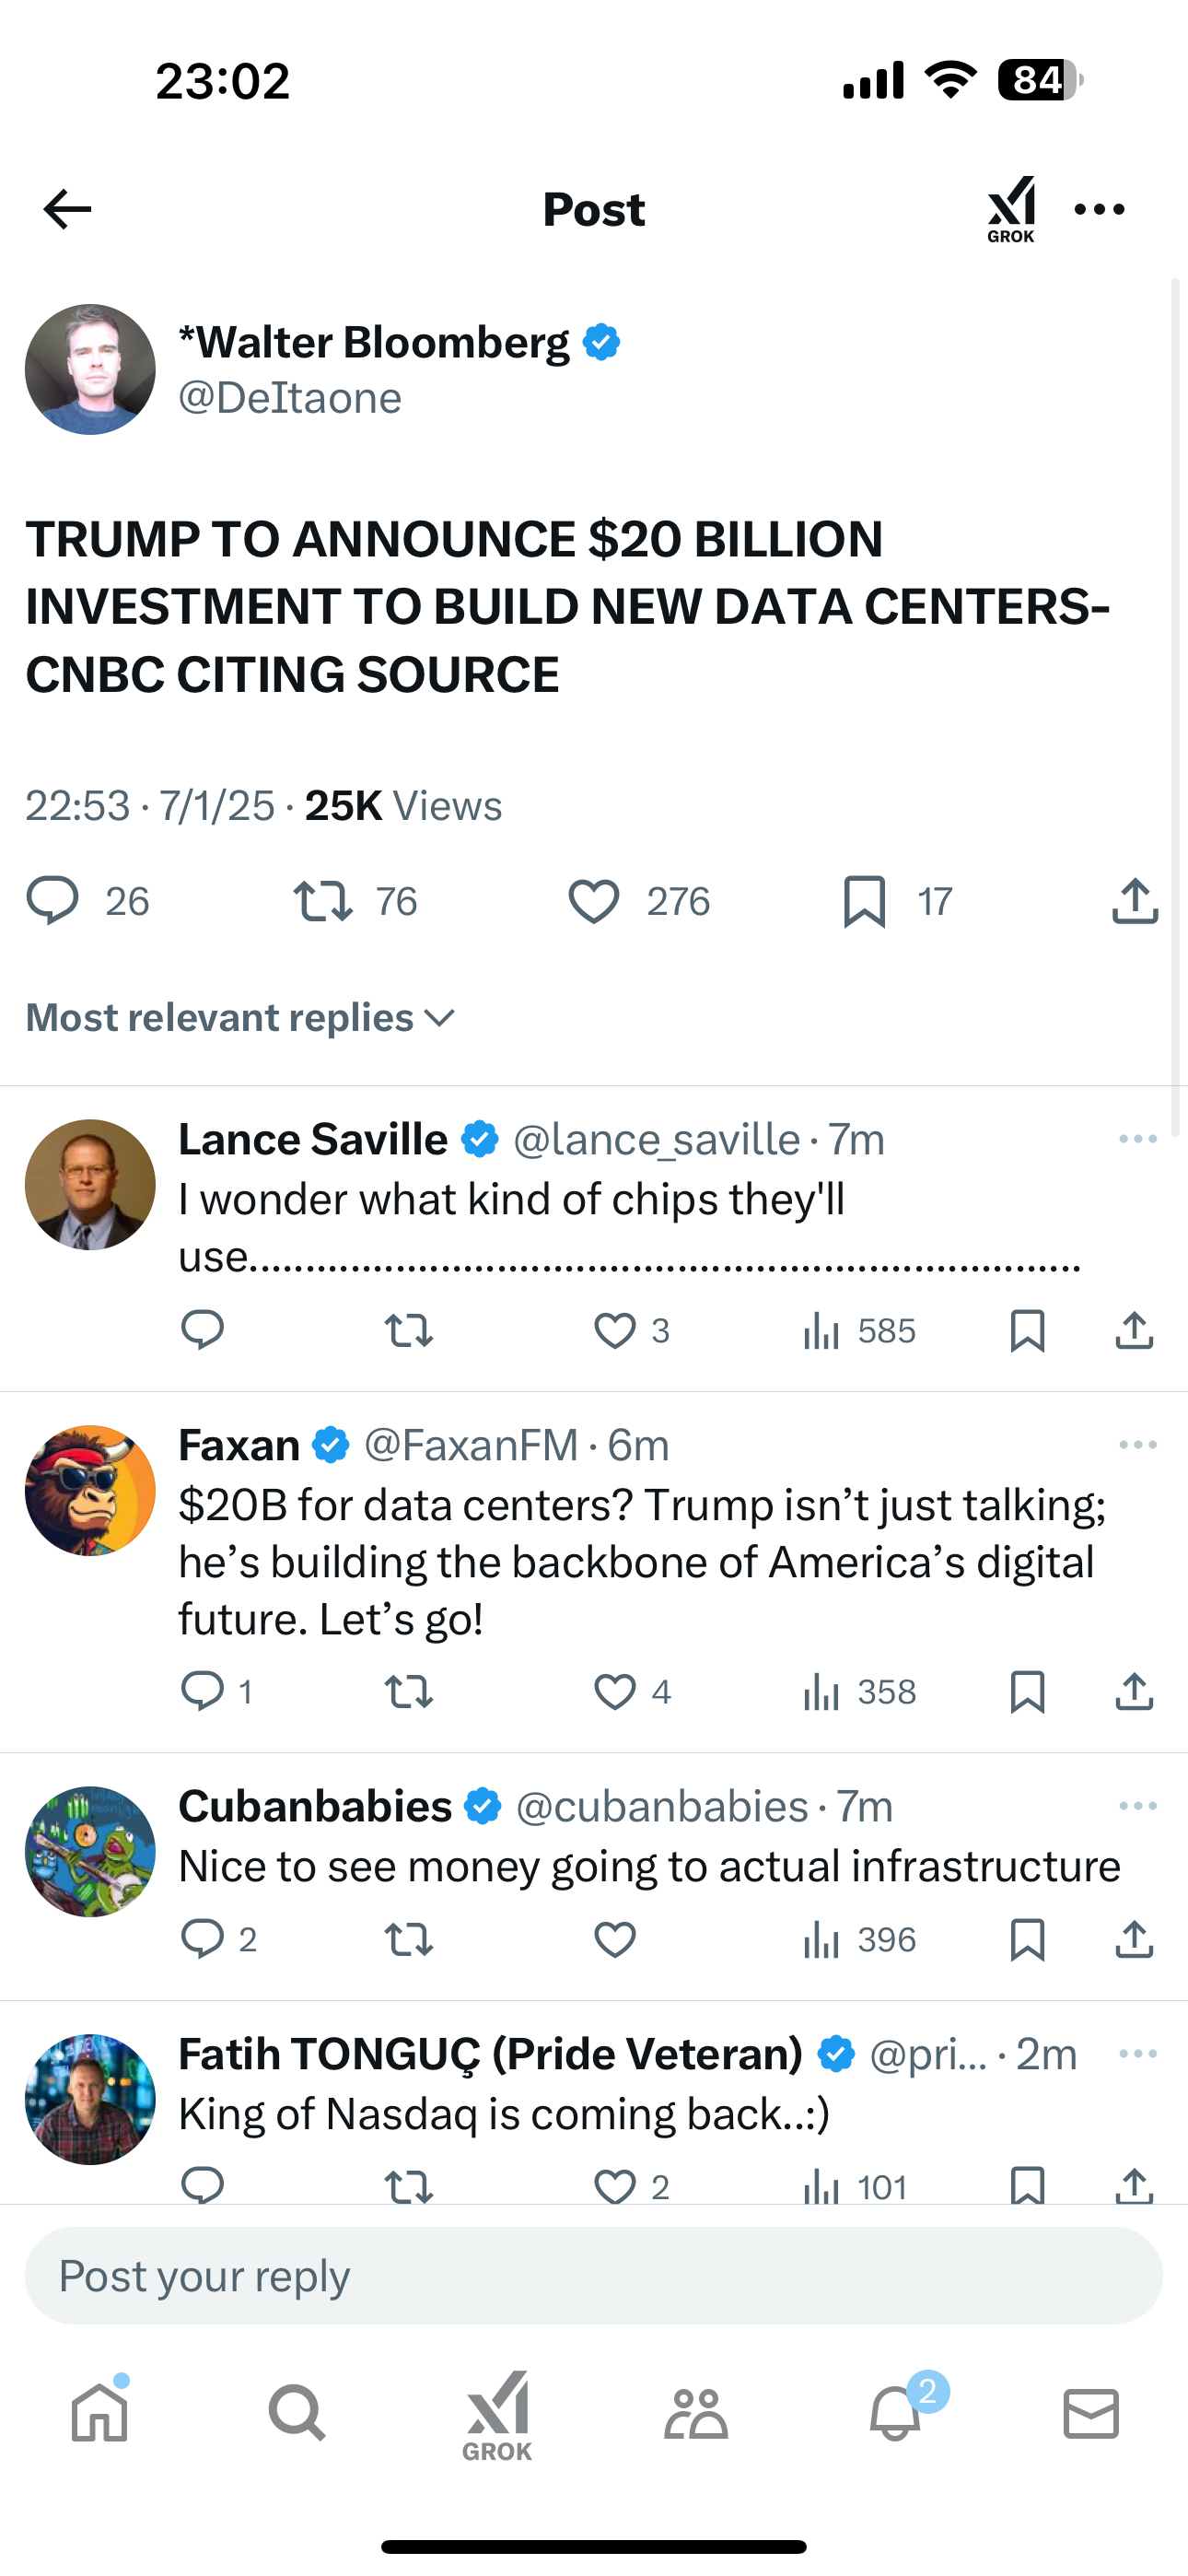 23:02
84
Post
GROK
*Walter Bloomberg
@DeItaone
TRUMP TO ANNOUNCE $20 BILLION
INVESTMENT TO BUILD NEW DATA CENTERS-
CNBC CITING SOURCE
22:53 · 7/1/25 · 25K Views
26 76 276 17
Most relevant replies
Lance Saville @lance_saville · 7m
I wonder what kind of chips they'll
use..........................................................................
3 585
Faxan @FaxanFM · 6m
$20B for data centers? Trump isn’t just talking;
he’s building the backbone of America’s digital
future. Let’s go!
1 4 358
Cubanbabies @cubanbabies · 7m
Nice to see money going to actual infrastructure
2 396
Fatih TONGUÇ (Pride Veteran) @pri... · 2m
King of Nasdaq is coming back..:)
2 101
Post your reply
GROK
2